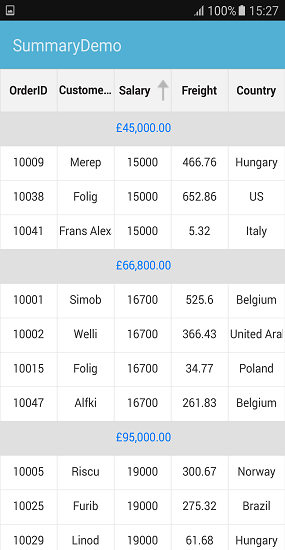 100% 15:27
SummaryDemo
OrderID Custome... Salary Freight Country
£45,000.00
10009 Merep 15000 466.76 Hungary
10038 Folig 15000 652.86 US
10041 Frans Alex 15000 5.32 Italy
£66,800.00
10001 Simob 16700 525.6 Belgium
10002 Welli 16700 366.43 United Ara
10015 Folig 16700 34.77 Poland
10047 Alfki 16700 261.83 Belgium
£95,000.00
10005 Riscu 19000 300.67 Norway
10025 Furib 19000 275.32 Brazil
10029 Linod 19000 61.68 Hungary